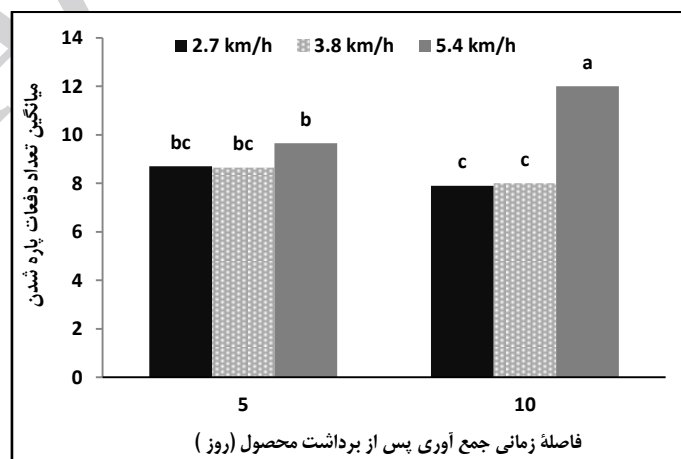 میانگین تعداد دفعات پاره شدن
14
12
10
8
6
4
2
0
2.7 km/h 3.8 km/h 5.4 km/h
bc bc b c c a
5 10
فاصلهٔ زمانی جمع آوری پس از برداشت محصول (روز )